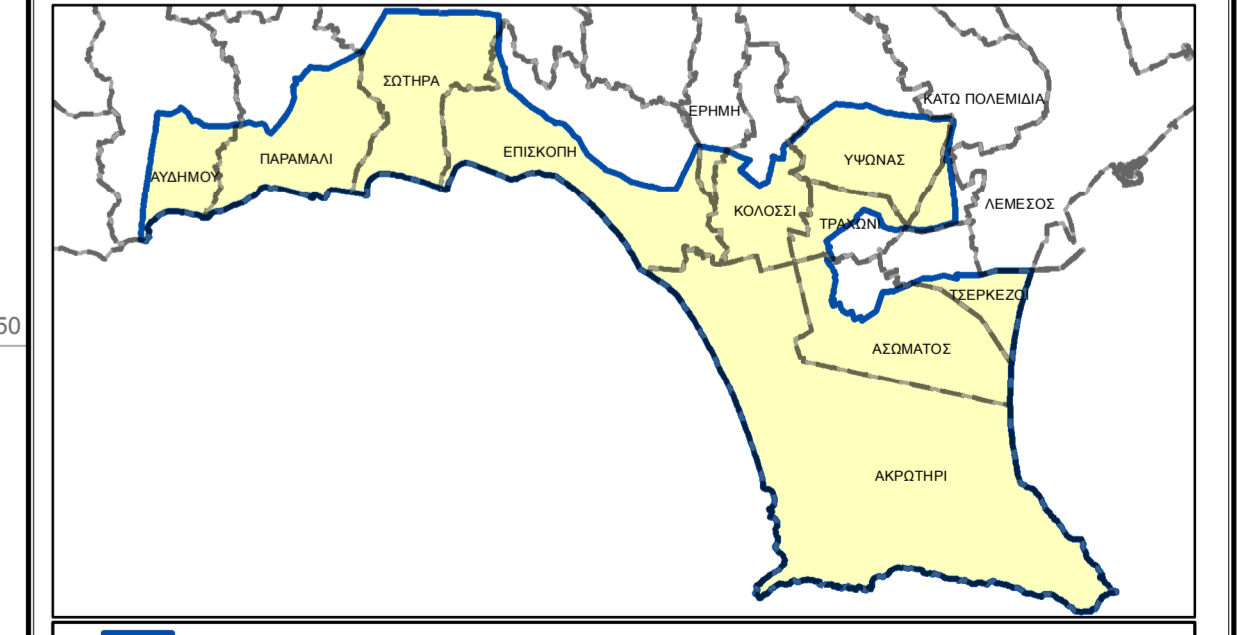 ΣΩΤΗΡΑ
ΚΑΤΩ ΠΟΛΕΜΙΔΙΑ
ΕΡΗΜΗ
ΕΠΙΣΚΟΠΗ
ΠΑΡΑΜΑΛΙ
ΥΨΩΝΑΣ
ΑΥΔΗΜΟΥ
ΛΕΜΕΣΟΣ
ΚΟΛΟΣΣΙ
ΤΡΑΧΩΝΙ
ΤΣΕΡΚΕΖΟΙ
50
ΑΣΩΜΑΤΟΣ
ΑΚΡΩΤΗΡΙ